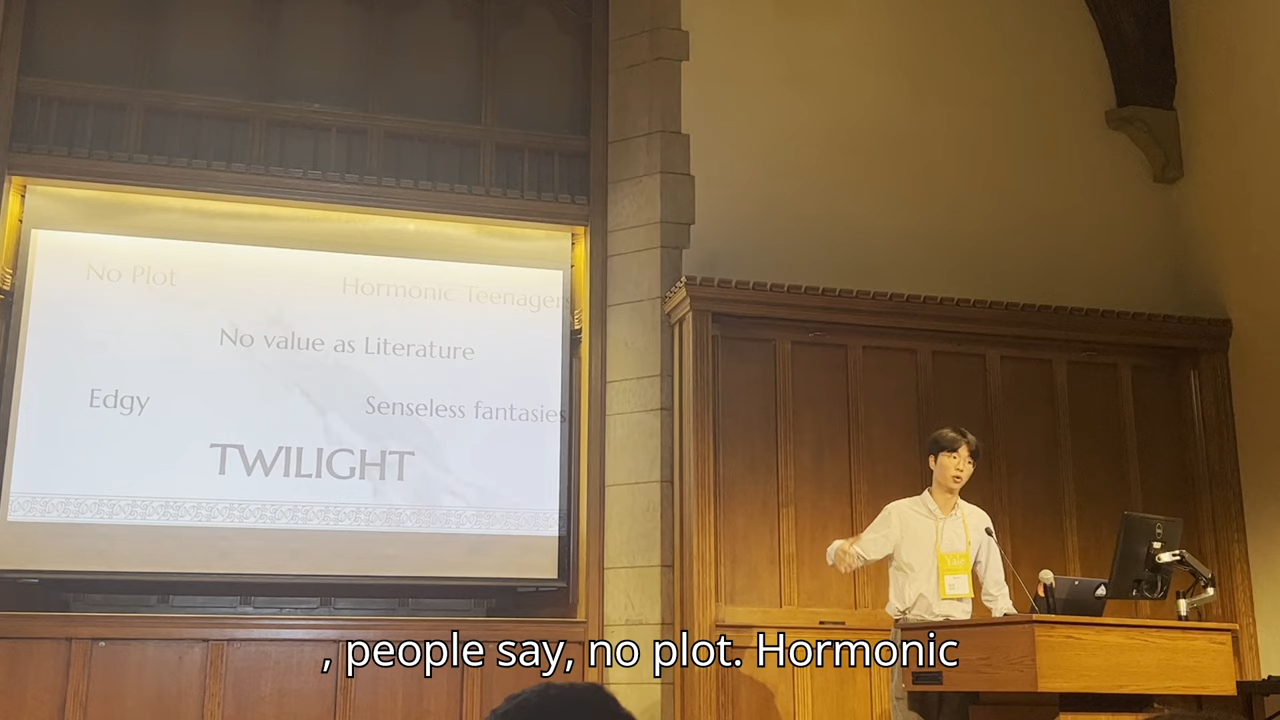 No Plot
Hormonic Teenagers
No value as Literature
Edgy
Senseless fantasies
TWILIGHT
, people say, no plot. Hormonic